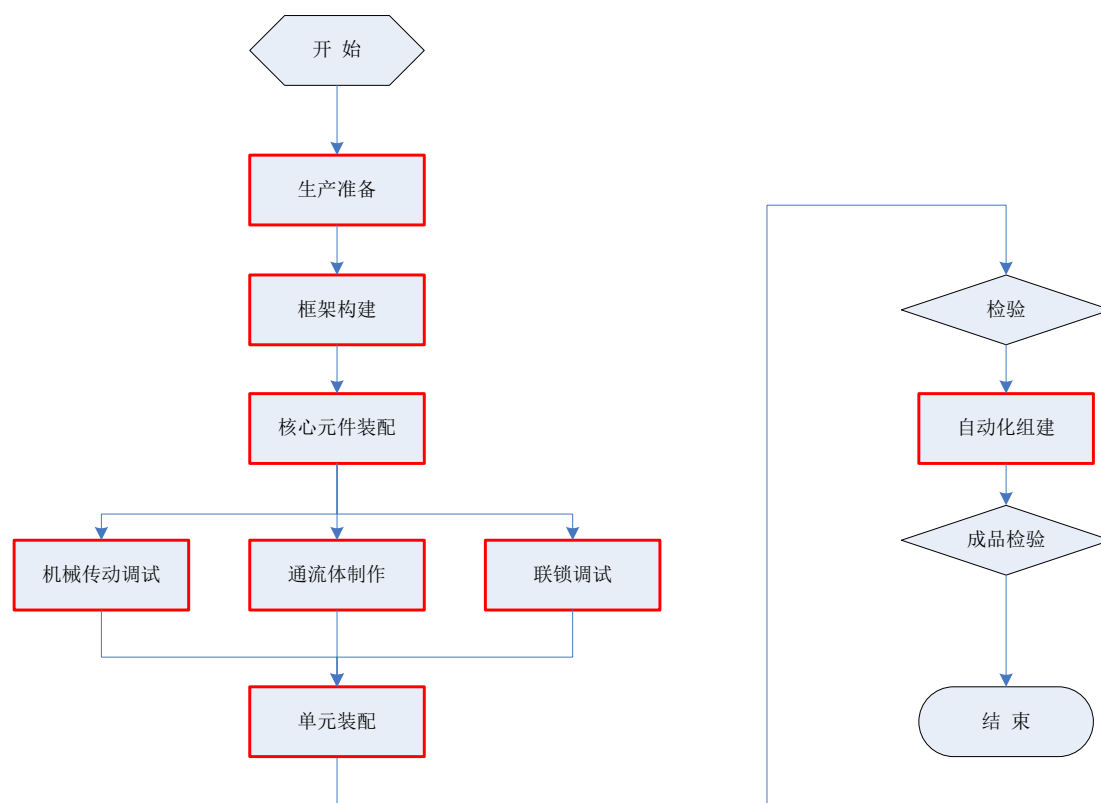 开 始
生产准备
框架构建
核心元件装配
机械传动调试
通流体制作
联锁调试
单元装配
检验
自动化组建
成品检验
结 束